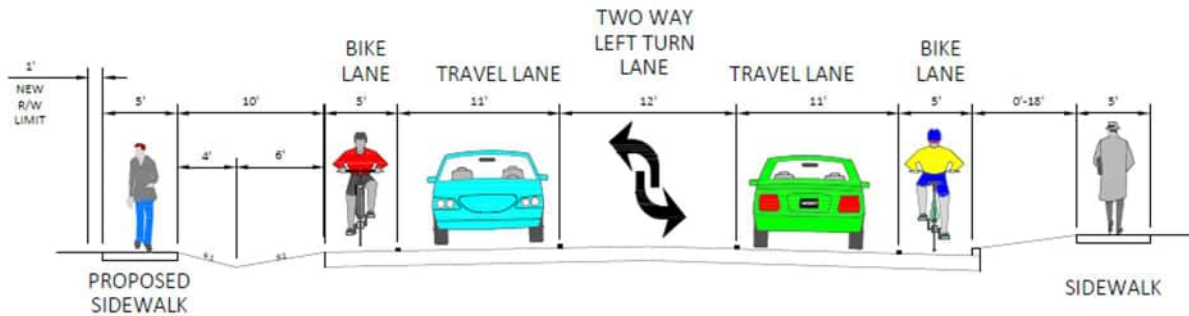 TWO WAY
LEFT TURN
LANE
BIKE
LANE
TRAVEL LANE
TRAVEL LANE
BIKE
LANE
1'
NEW
R/W
LIMIT
5'
10'
5'
11'
12'
11'
5'
0'-18'
5'
4'
6'
PROPOSED
SIDEWALK
SIDEWALK